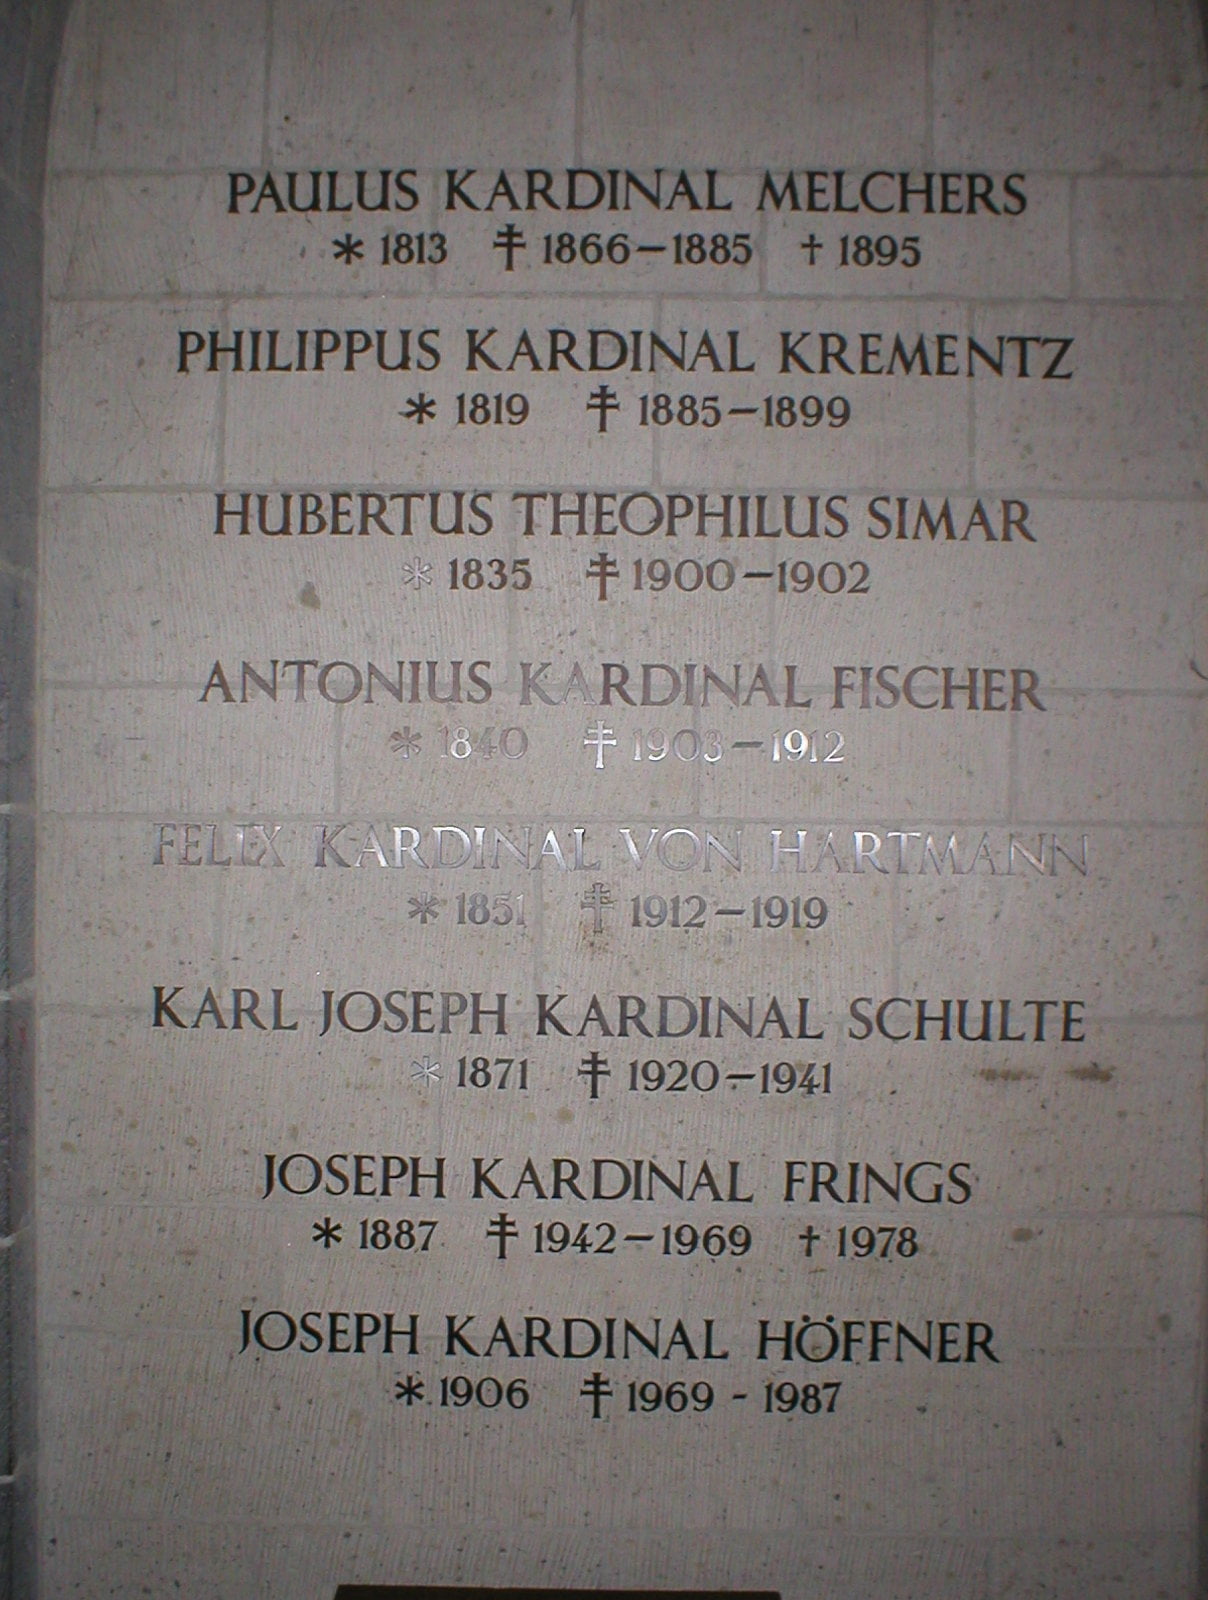 PAULUS KARDINAL MELCHERS
* 1813 ‡ 1866–1885 † 1895
PHILIPPUS KARDINAL KREMENTZ
* 1819 ‡ 1885–1899
HUBERTUS THEOPHILUS SIMAR
* 1835 ‡ 1900–1902
ANTONIUS KARDINAL FISCHER
* 1840 ‡ 1903–1912
FELIX KARDINAL VON HARTMANN
* 1851 ‡ 1912–1919
KARL JOSEPH KARDINAL SCHULTE
* 1871 ‡ 1920–1941
JOSEPH KARDINAL FRINGS
* 1887 ‡ 1942–1969 † 1978
JOSEPH KARDINAL HÖFFNER
* 1906 ‡ 1969 - 1987